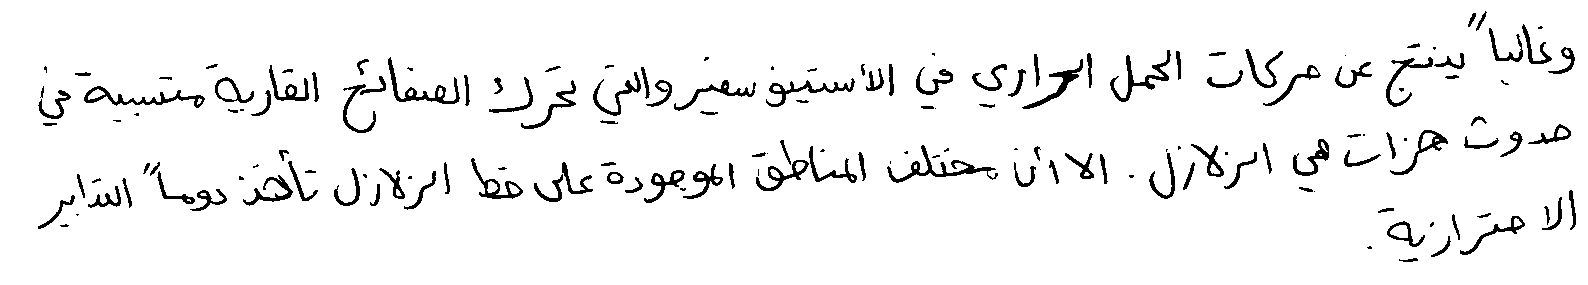 وغالباً ينتج عن حركات الحمل الحراري في الأستينوسفير والتي تحرك الصفائح القارية متسببة في
حدوث هزات هي الزلازل. الا أن مختلف المناطق الموجودة على خط الزلازل تأخذ دوماً التدابير
الاحترازية.